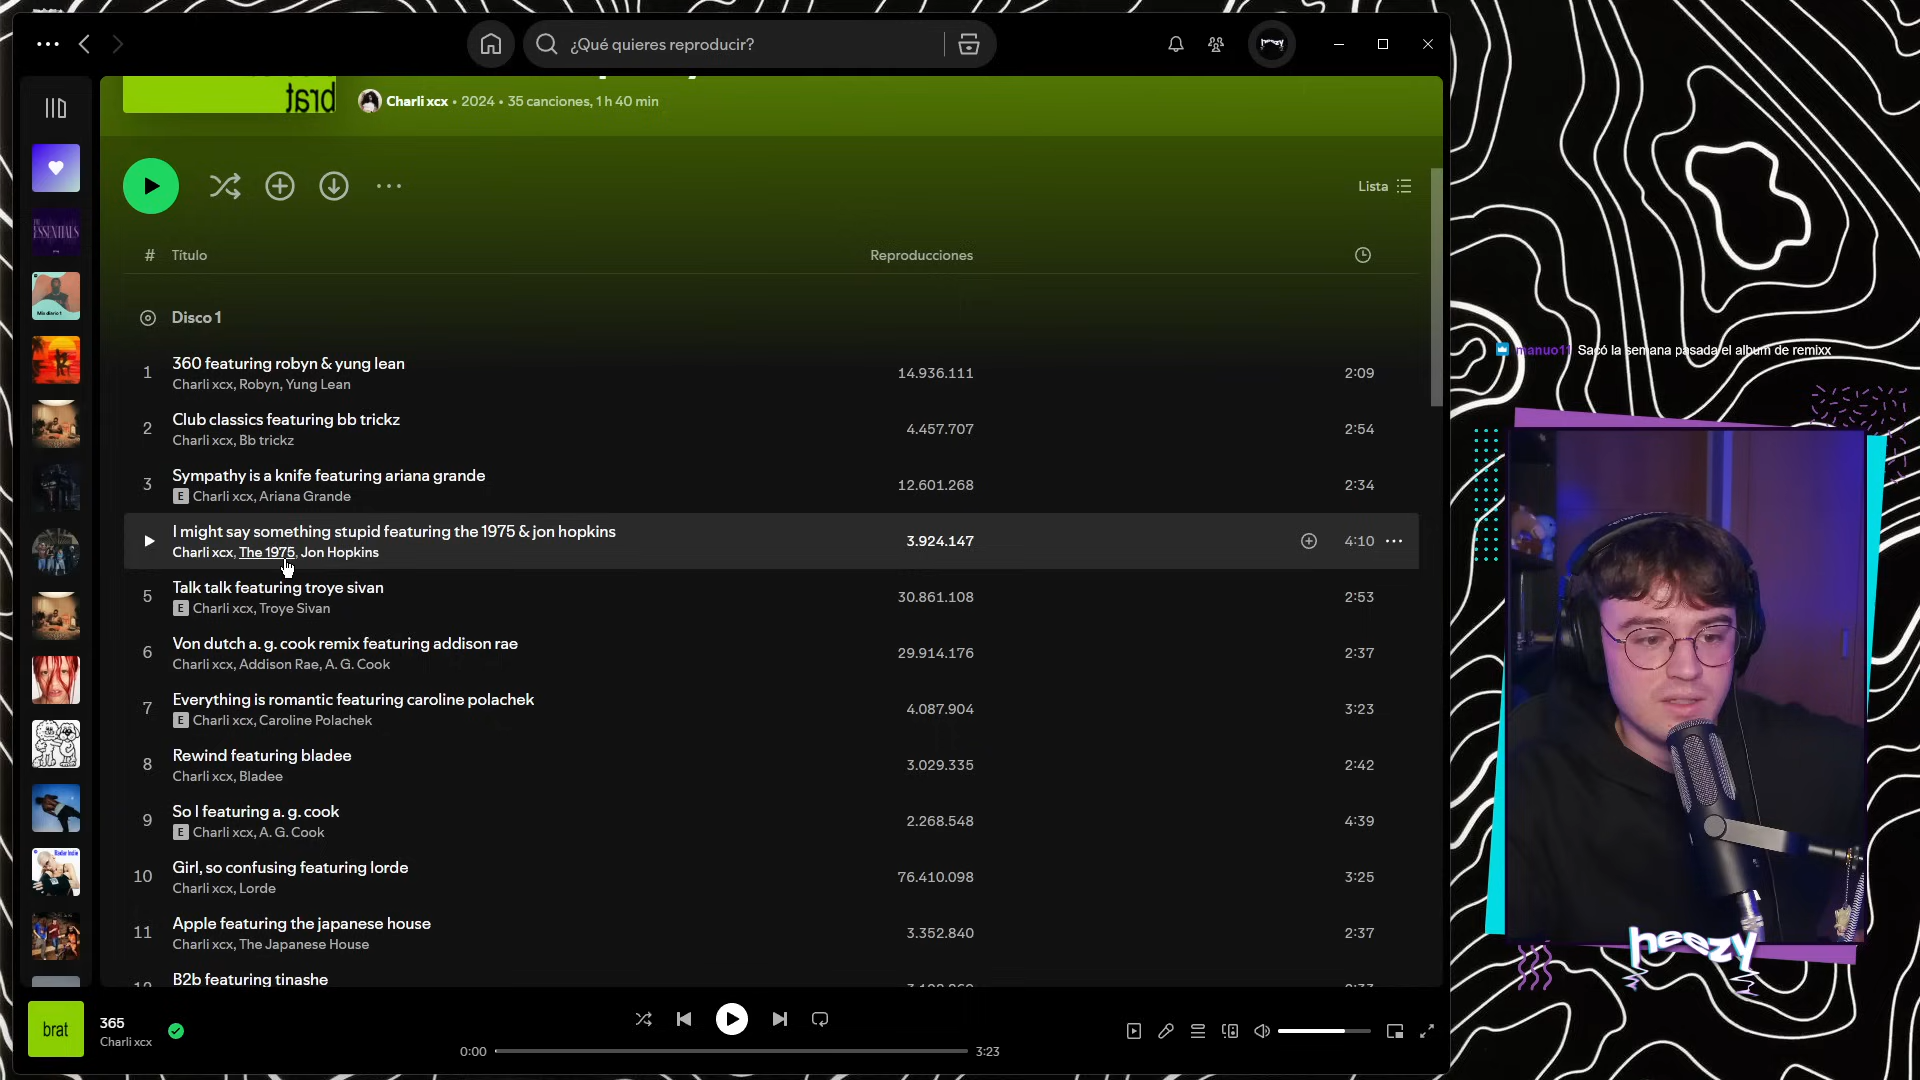 ¿Qué quieres reproducir?
brat
Charli xcx • 2024 • 35 canciones, 1 h 40 min
Lista
# Título Reproducciones
Disco 1
1 360 featuring robyn & yung lean 14.936.111 2:09
Charli xcx, Robyn, Yung Lean
2 Club classics featuring bb trickz 4.457.707 2:54
Charli xcx, Bb trickz
3 Sympathy is a knife featuring ariana grande 12.601.268 2:34
E Charli xcx, Ariana Grande
I might say something stupid featuring the 1975 & jon hopkins 3.924.147 4:10
Charli xcx, The 1975, Jon Hopkins
5 Talk talk featuring troye sivan 30.861.108 2:53
E Charli xcx, Troye Sivan
6 Von dutch a. g. cook remix featuring addison rae 29.914.176 2:37
Charli xcx, Addison Rae, A. G. Cook
7 Everything is romantic featuring caroline polachek 4.087.904 3:23
E Charli xcx, Caroline Polachek
8 Rewind featuring bladee 3.029.335 2:42
Charli xcx, Bladee
9 So I featuring a. g. cook 2.268.548 4:39
E Charli xcx, A. G. Cook
10 Girl, so confusing featuring lorde 76.410.098 3:25
Charli xcx, Lorde
11 Apple featuring the japanese house 3.352.840 2:37
Charli xcx, The Japanese House
B2b featuring tinashe
brat
365
Charli xcx
0:00 3:23
ESSENTIALS
manuo11 Sacó la semana pasada el album de remixx
heezy